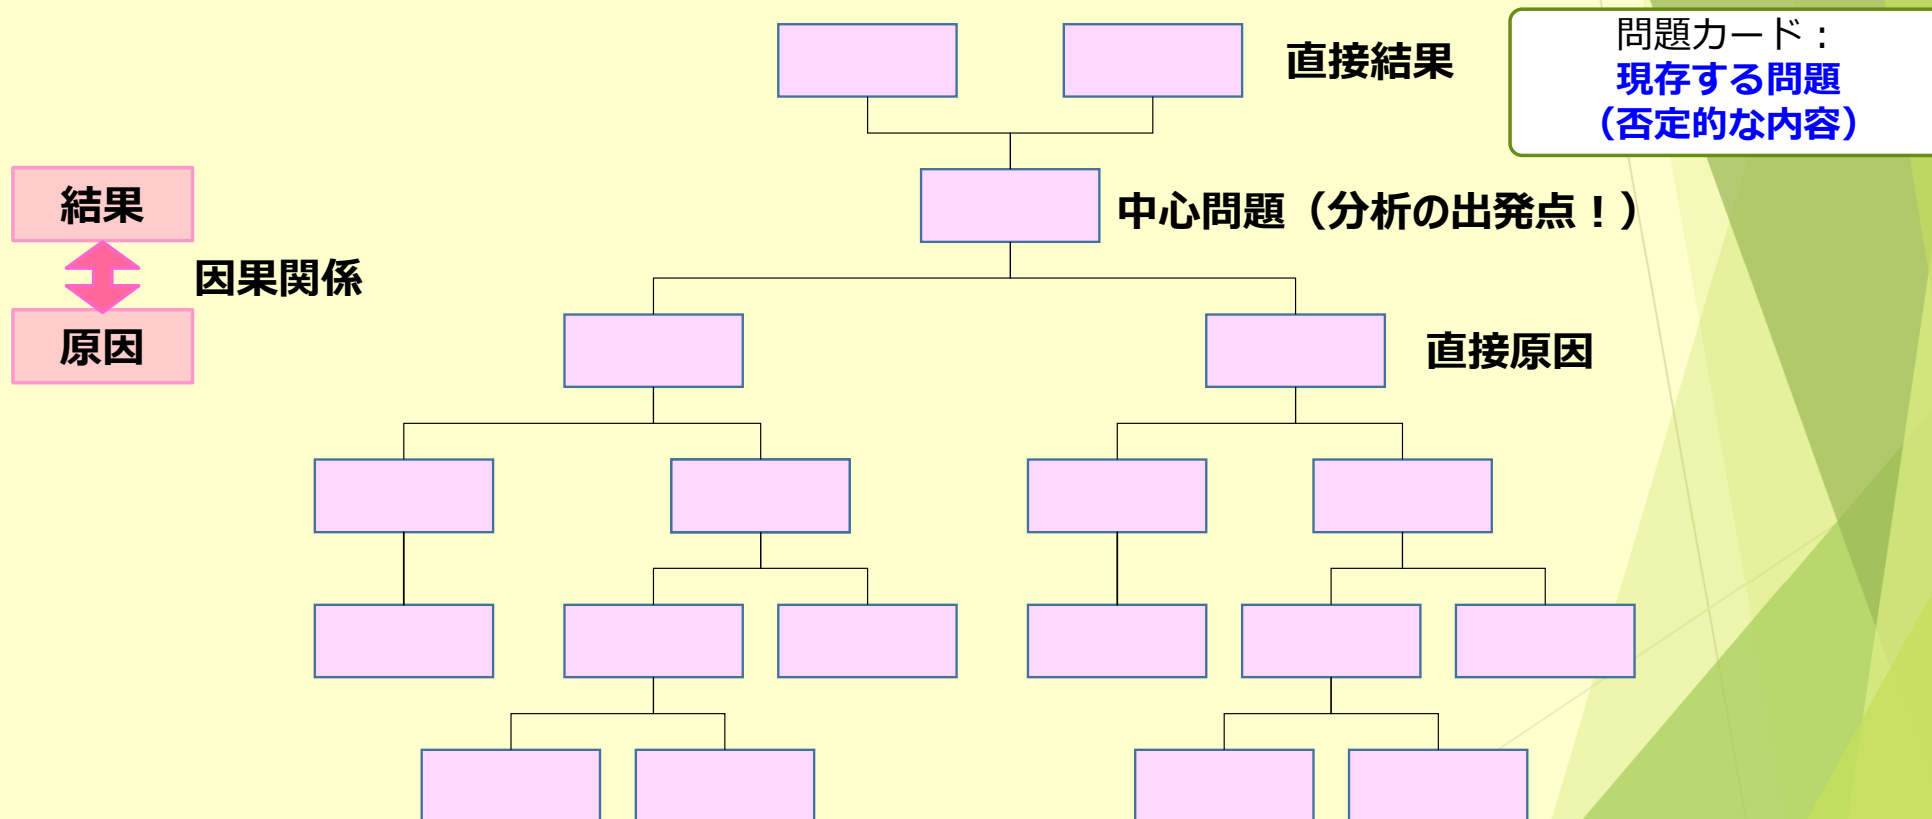 直接結果
問題カード：
現存する問題
（否定的な内容）
結果
中心問題（分析の出発点！）
因果関係
原因
直接原因